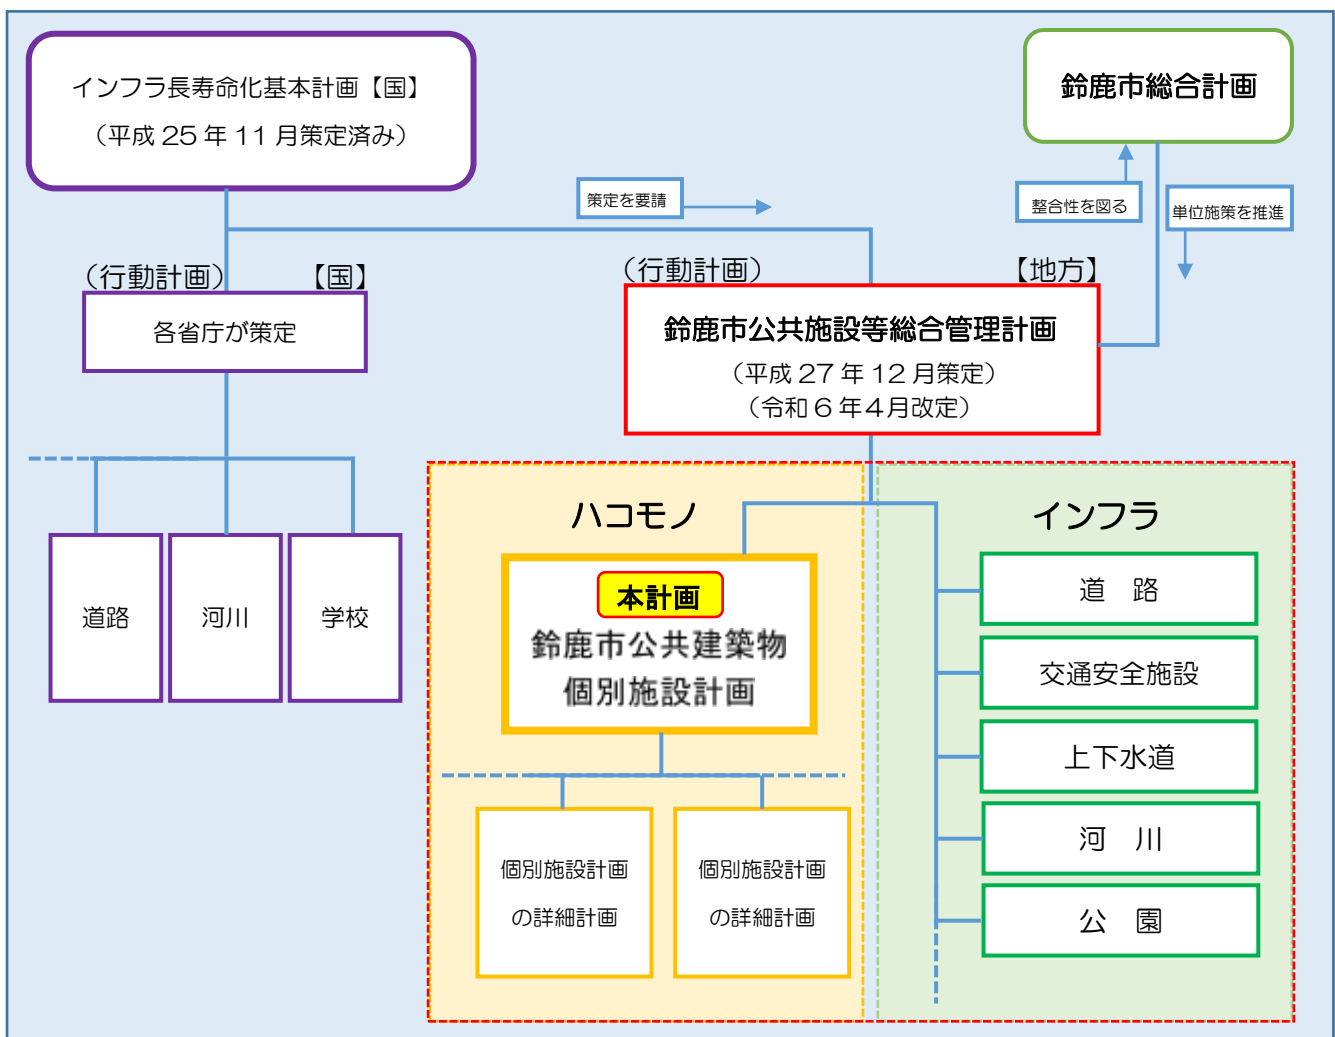 インフラ長寿命化基本計画【国】
（平成 25 年 11 月策定済み）
鈴鹿市総合計画
策定を要請
整合性を図る
単位施策を推進
（行動計画）　【国】
各省庁が策定
（行動計画）　【地方】
鈴鹿市公共施設等総合管理計画
（平成 27 年 12 月策定）
（令和 6 年4月改定）
道路
河川
学校
ハコモノ
本計画
鈴鹿市公共建築物
個別施設計画
個別施設計画
の詳細計画
個別施設計画
の詳細計画
インフラ
道　路
交通安全施設
上下水道
河　川
公　園